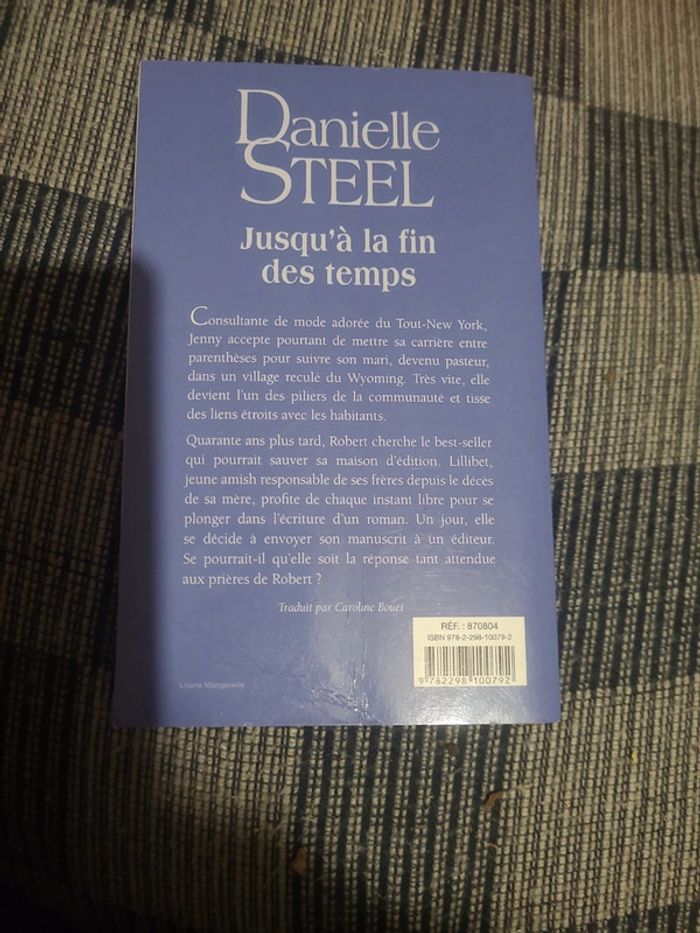 Danielle
STEEL
Jusqu'à la fin
des temps
Consultante de mode adorée du Tout-New York,
Jenny accepte pourtant de mettre sa carrière entre
parenthèses pour suivre son mari, devenu pasteur,
dans un village reculé du Wyoming. Très vite, elle
devient l'un des piliers de la communauté et tisse
des liens étroits avec les habitants.
Quarante ans plus tard, Robert cherche le best-seller
qui pourrait sauver sa maison d'édition. Lillibet,
jeune amish responsable de ses frères depuis le décès
de sa mère, profite de chaque instant libre pour se
plonger dans l'écriture d'un roman. Un jour, elle
se décide à envoyer son manuscrit à un éditeur.
Se pourrait-il qu'elle soit la réponse tant attendue
aux prières de Robert ?
Traduit par Caroline Bouet
RÉF. : 870804
ISBN 978-2-298-10079-2
9 782298 100792